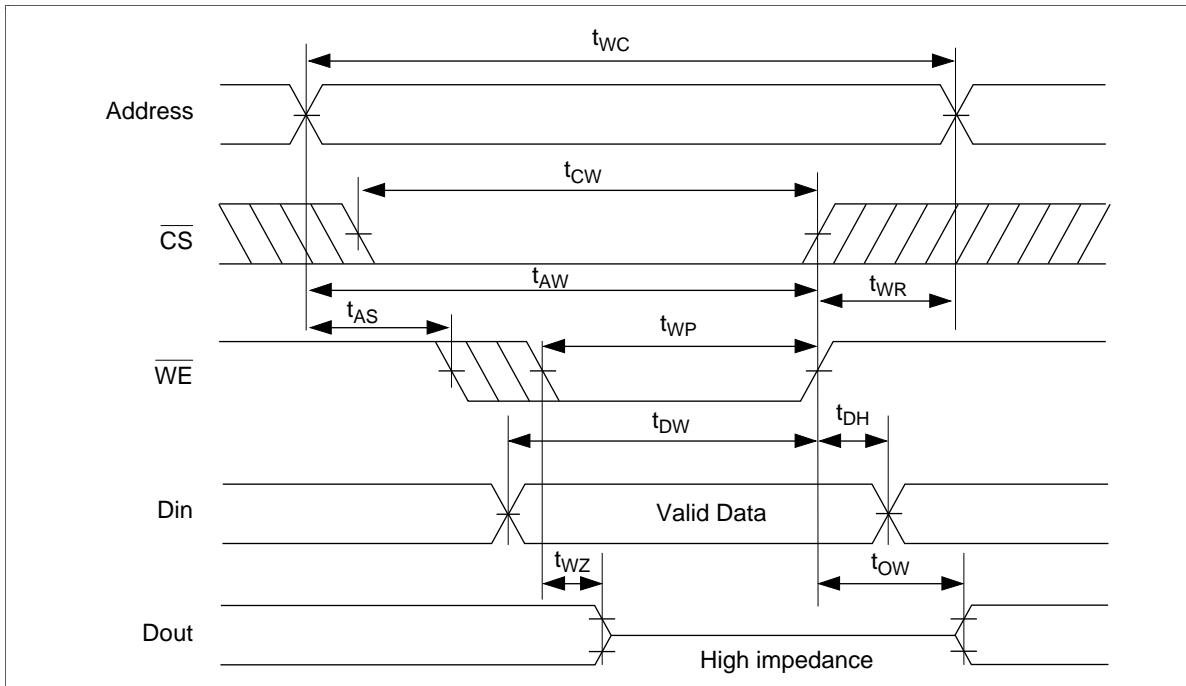 tWC
Address
tCW
CS
tAW
tWR
tAS
tWP
WE
tDW
tDH
Din
Valid Data
tWZ
tOW
Dout
High impedance